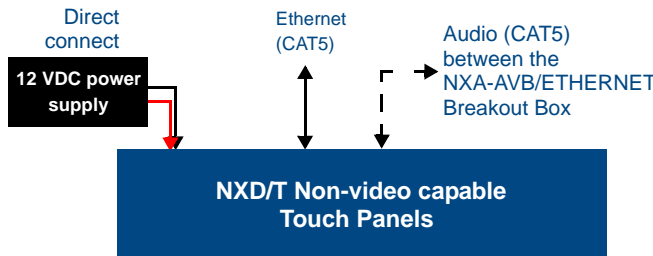 Direct
connect
12 VDC power
supply
Ethernet
(CAT5)
Audio (CAT5)
between the
NXA-AVB/ETHERNET
Breakout Box
NXD/T Non-video capable
Touch Panels